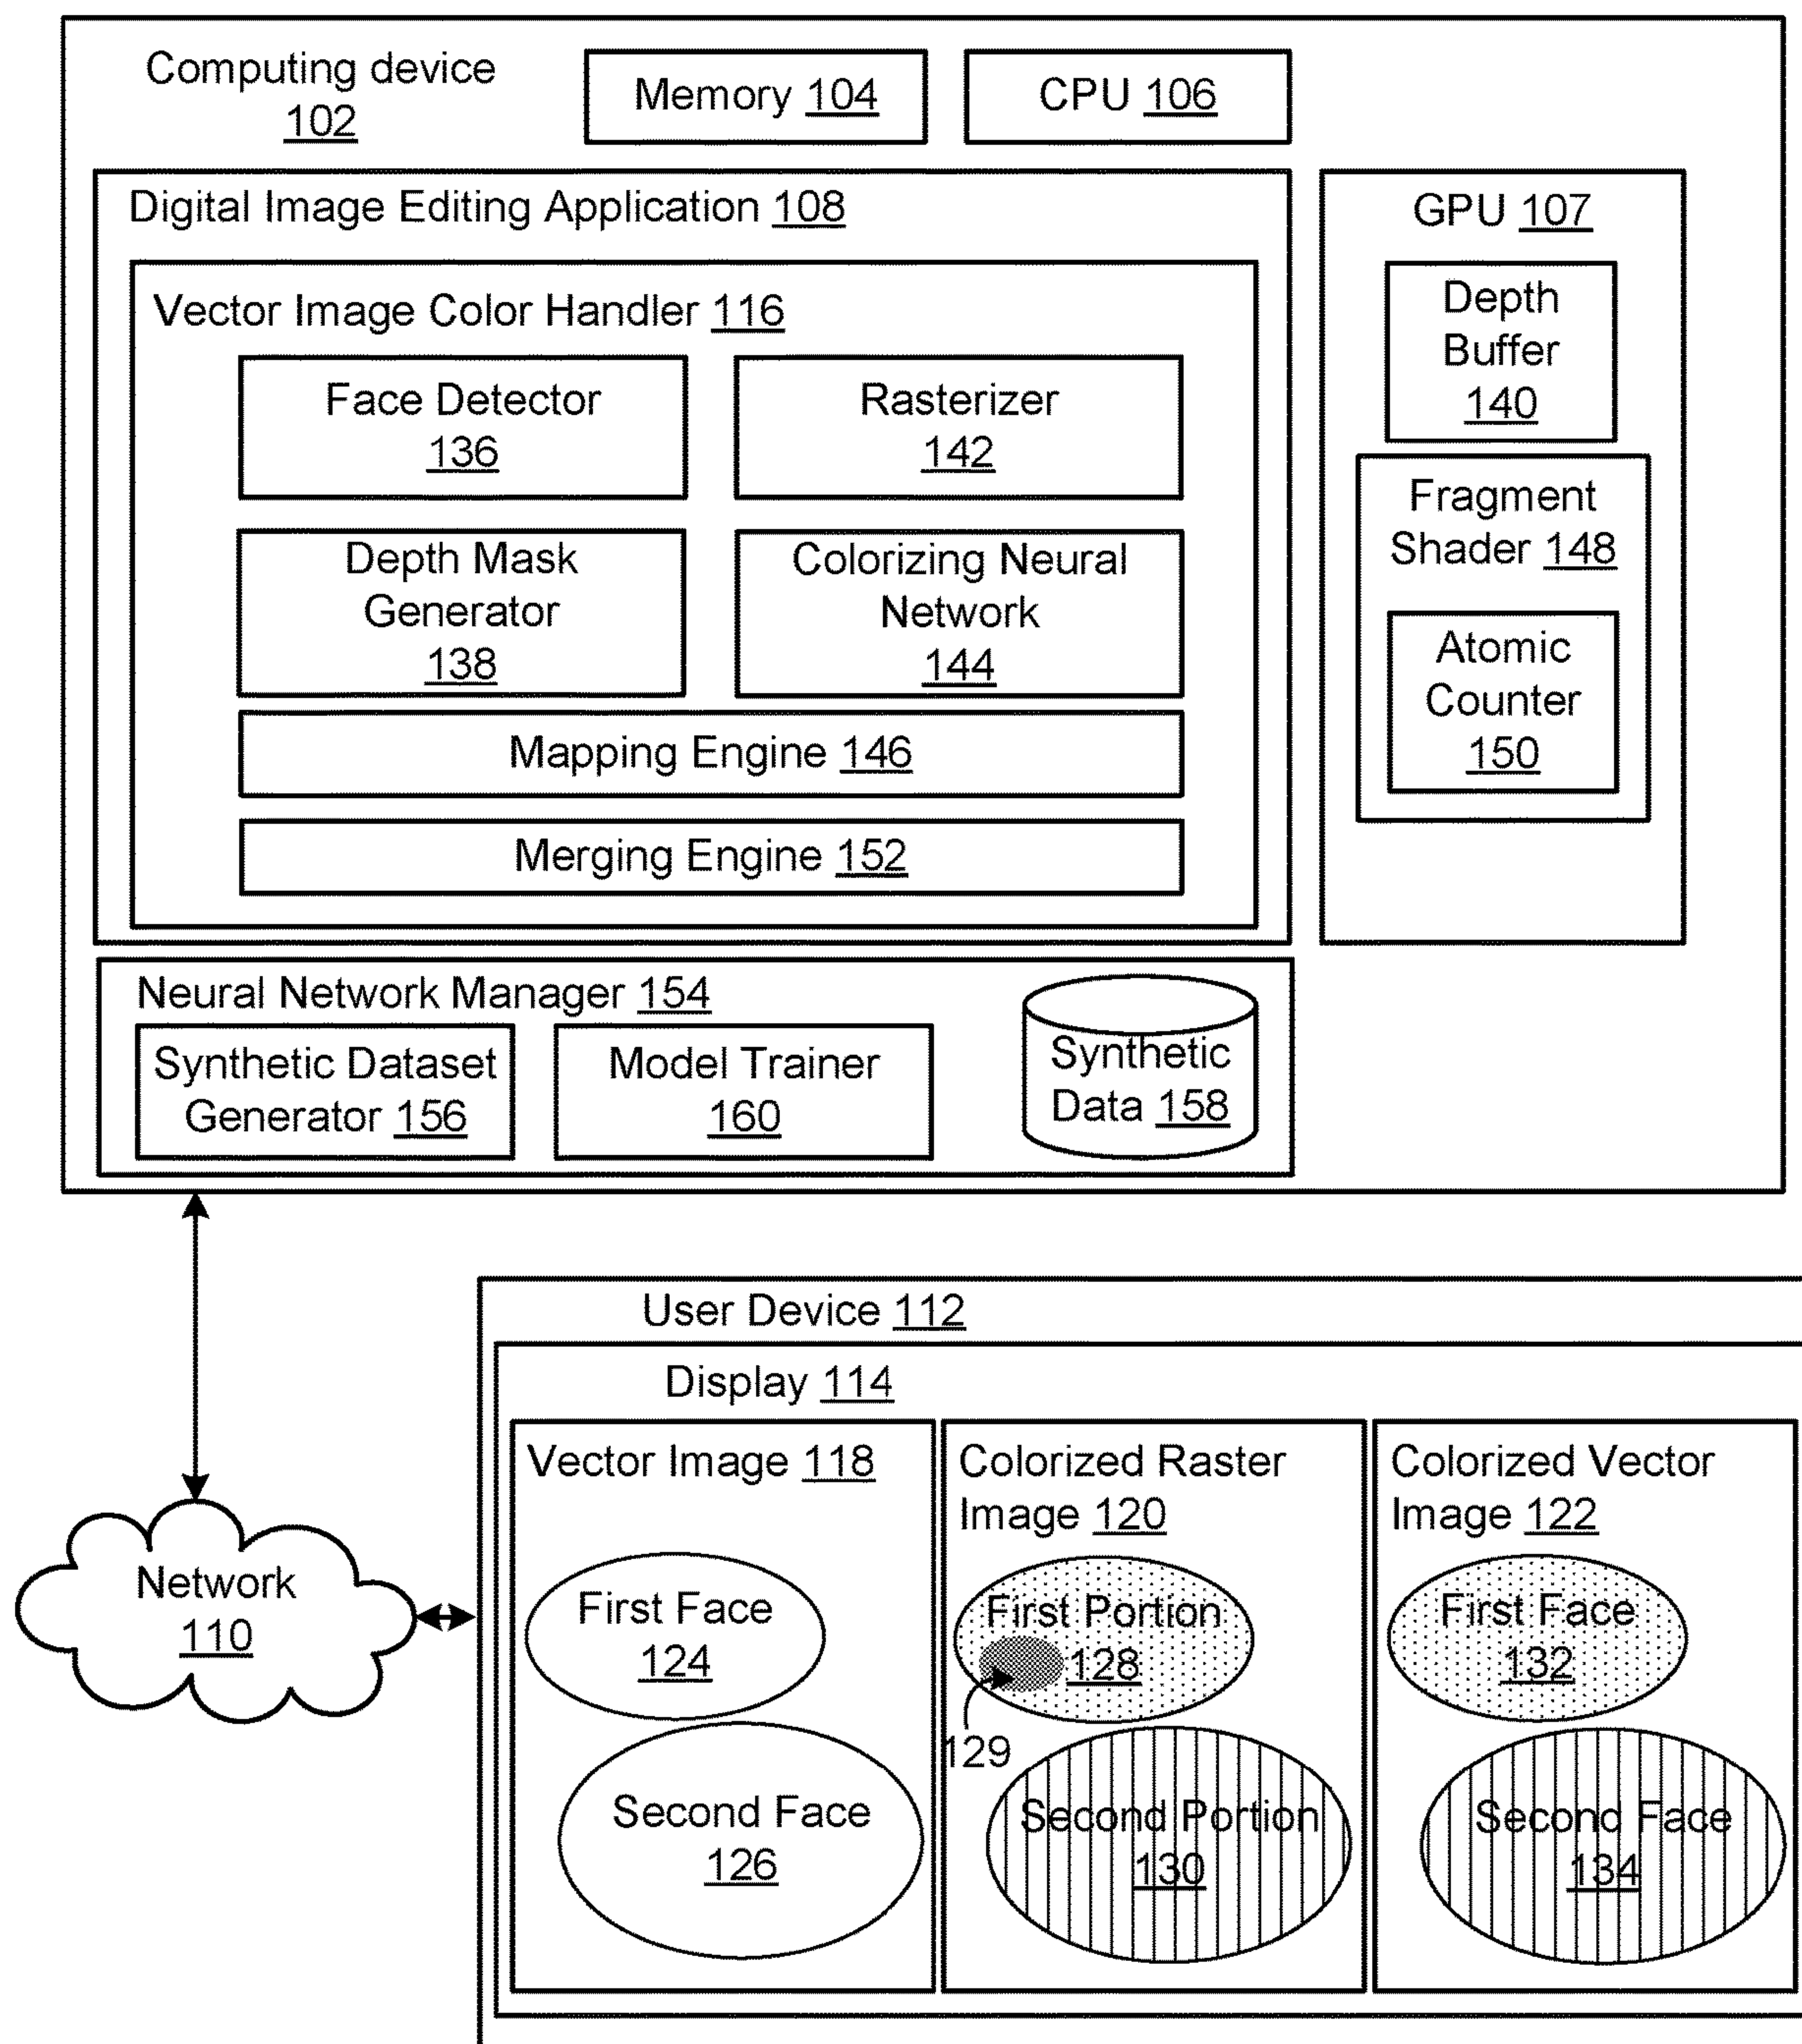 Computing device
102
Memory 104
CPU 106
Digital Image Editing Application 108
Vector Image Color Handler 116
Face Detector
136
Rasterizer
142
Depth Mask
Generator
138
Colorizing Neural
Network
144
Mapping Engine 146
Merging Engine 152
GPU 107
Depth
Buffer
140
Fragment
Shader 148
Atomic
Counter
150
Neural Network Manager 154
Synthetic Dataset
Generator 156
Model Trainer
160
Synthetic
Data 158
Network
110
User Device 112
Display 114
Vector Image 118
First Face
124
Second Face
126
Colorized Raster
Image 120
First Portion
128
129
Second Portion
130
Colorized Vector
Image 122
First Face
132
Second Face
134